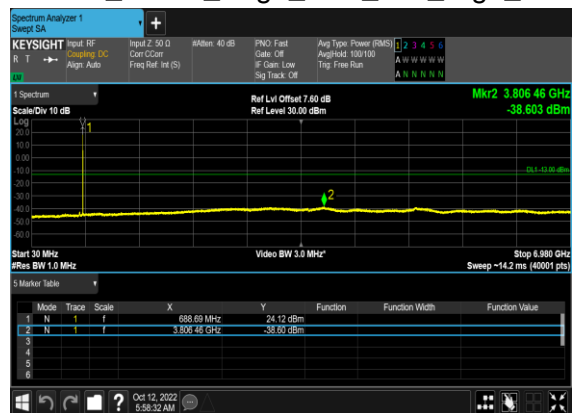 Spectrum Analyzer 1
Swept SA
+
KEYSIGHT Input: RF Input Z: 50 Ω #Atten: 40 dB PNO: Fast Avg Type: Power (RMS) 1 2 3 4 5 6
R T Coupling: DC Corr CCorr Gate: Off Avg|Hold: 100/100 A W W W W W
Align: Auto Freq Ref: Int (S) IF Gain: Low Trig: Free Run A N N N N N
Sig Track: Off
1 Spectrum Ref Lvl Offset 7.60 dB Mkr2 3.806 46 GHz
Scale/Div 10 dB Ref Level 30.00 dBm -38.603 dBm
Log
1
20.0
10.0
0.00
-10.0 DL1 -13.00 dBm
-20.0
-30.0 2
-40.0
-50.0
-60.0
Start 30 MHz Video BW 3.0 MHz* Stop 6.980 GHz
#Res BW 1.0 MHz Sweep ~14.2 ms (40001 pts)
5 Marker Table
Mode Trace Scale X Y Function Function Width Function Value
1 N 1 f 688.69 MHz 24.12 dBm
2 N 1 f 3.806 46 GHz -38.60 dBm
3
4
5
6
? Oct 12, 2022
5:58:32 AM